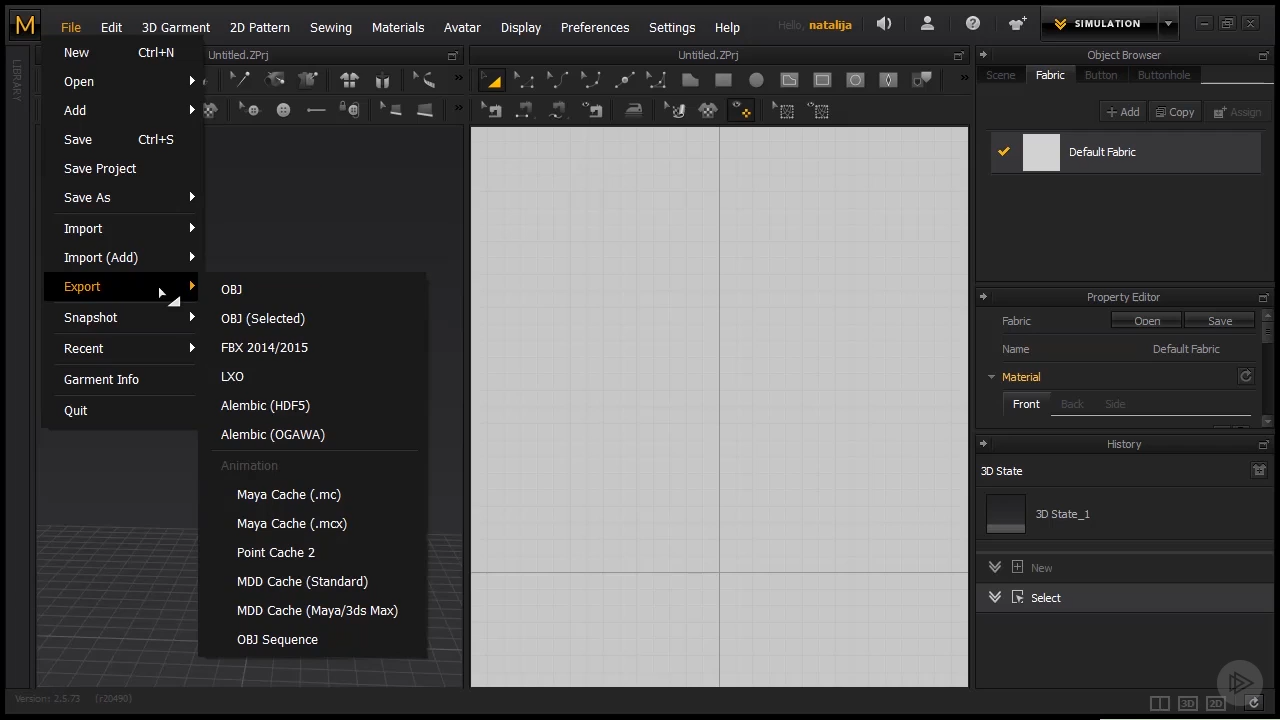 M File Edit 3D Garment 2D Pattern Sewing Materials Avatar Display Preferences Settings Help Hello, natalija SIMULATION
LIBRARY
Untitled.ZPrj
Untitled.ZPrj
New Ctrl+N
Open
Add
Save Ctrl+S
Save Project
Save As
Import
Import (Add)
Export
Snapshot
Recent
Garment Info
Quit
OBJ
OBJ (Selected)
FBX 2014/2015
LXO
Alembic (HDF5)
Alembic (OGAWA)
Animation
Maya Cache (.mc)
Maya Cache (.mcx)
Point Cache 2
MDD Cache (Standard)
MDD Cache (Maya/3ds Max)
OBJ Sequence
Object Browser
Scene Fabric Button Buttonhole
Add Copy Assign
Default Fabric
Property Editor
Fabric Open Save
Name Default Fabric
Material
Front Back Side
History
3D State
3D State_1
New
Select
Version: 2.5.73 (r20490)
3D 2D